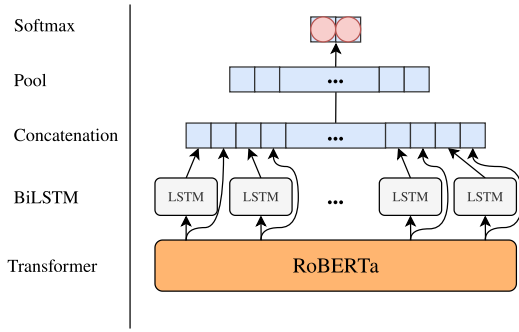 Softmax
Pool
...
Concatenation
...
BiLSTM
LSTM
LSTM
...
LSTM
LSTM
Transformer
RoBERTa